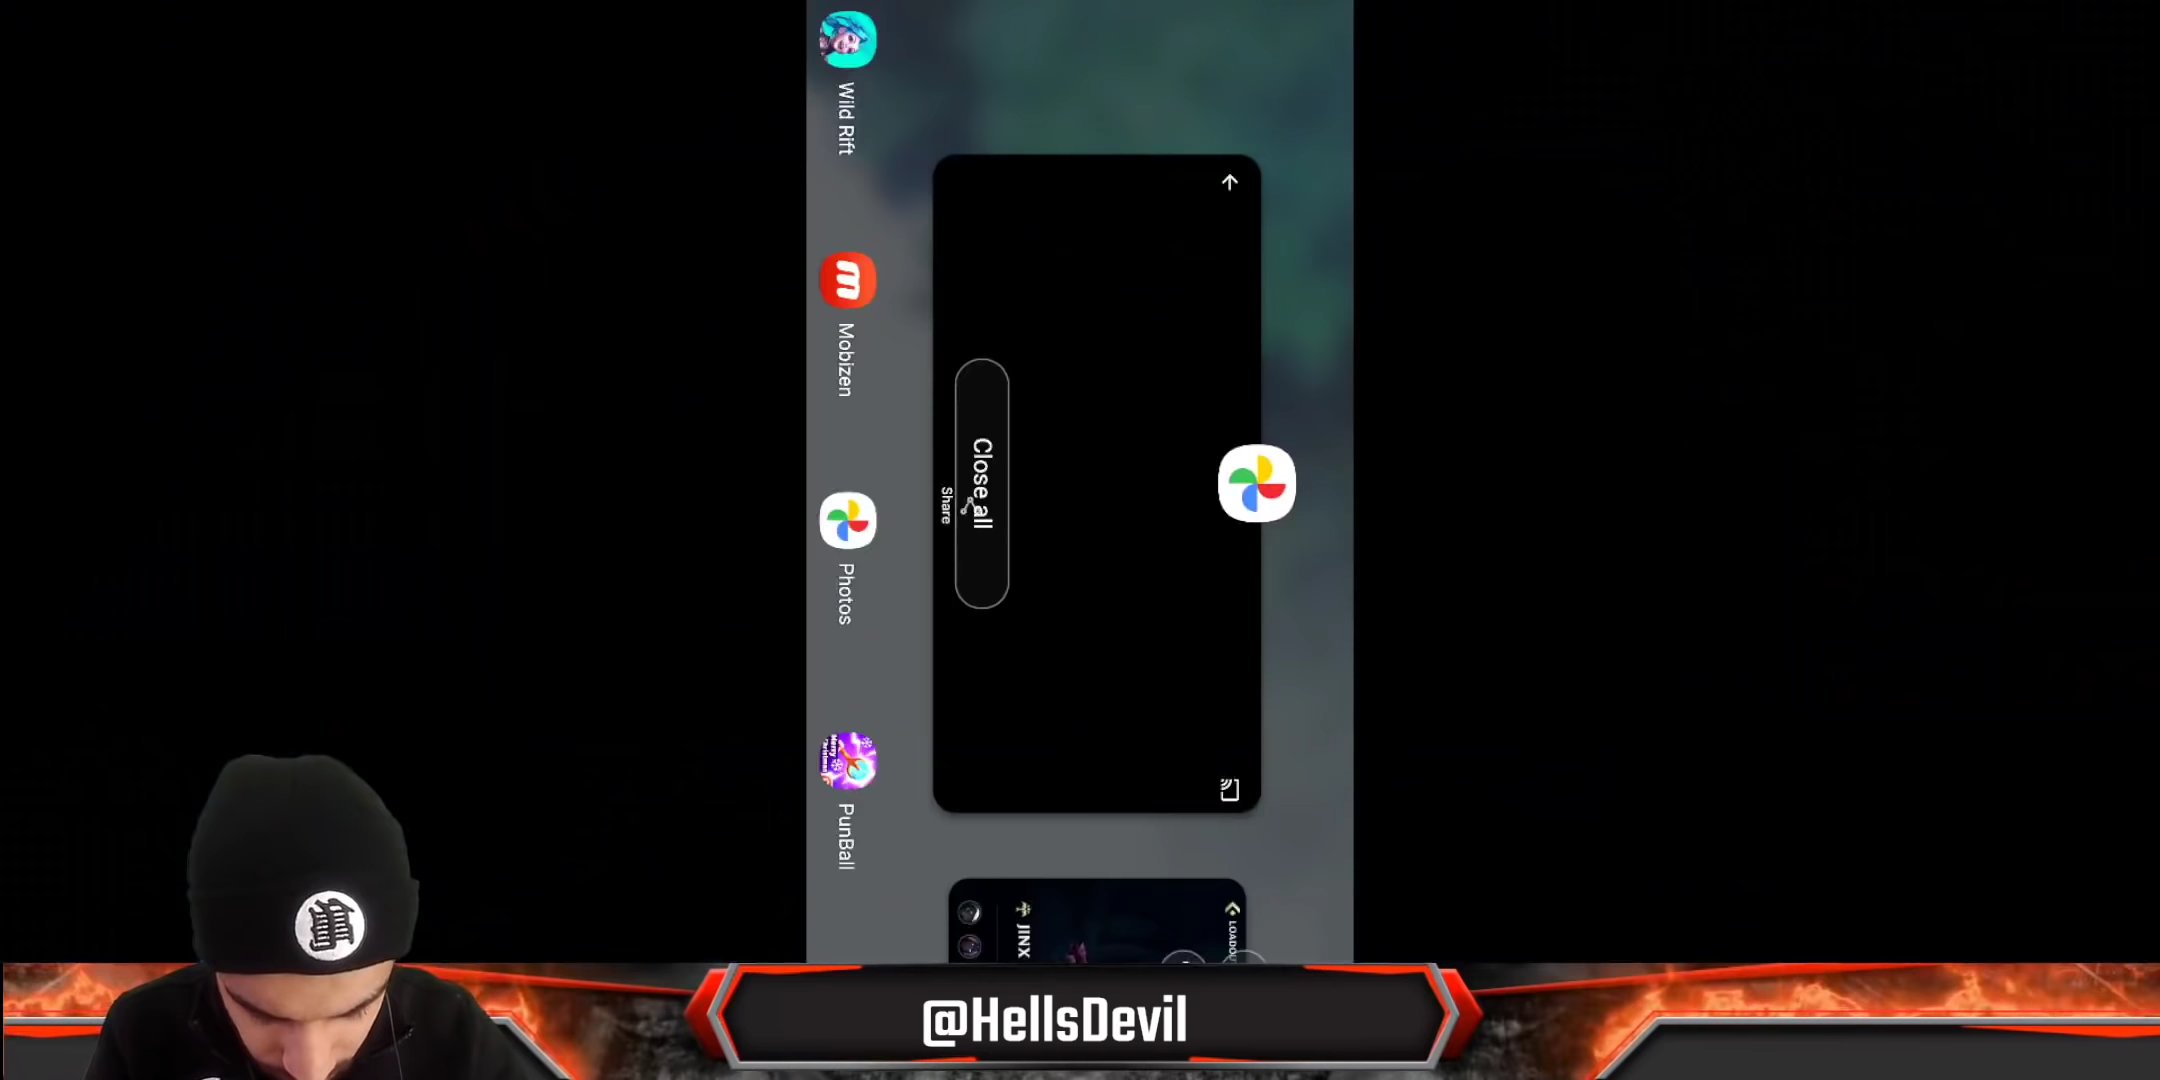 Wild Rift
Mobizen
Photos
PunBall
Close all
Share
JINX
@HellsDevil